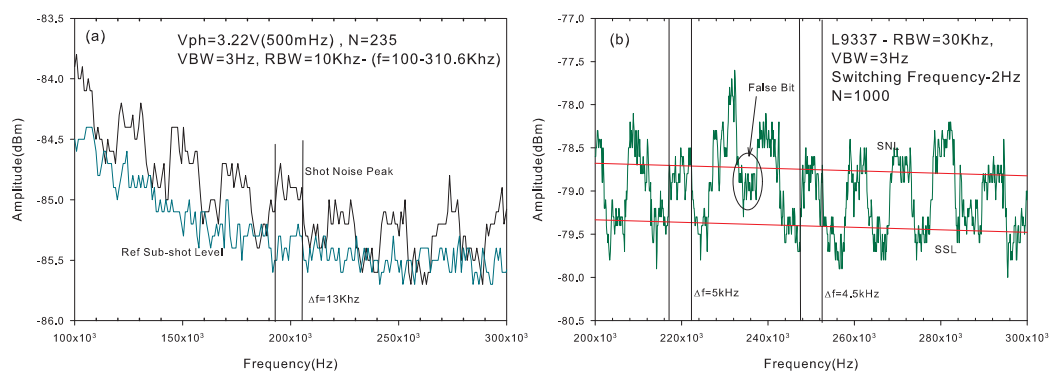 (a)
Vph=3.22V(500mHz) , N=235
VBW=3Hz, RBW=10Khz- (f=100-310.6Khz)
-83,5
-84,0
-84,5
-85,0
-85,5
-86,0
Amplitude(dBm)
Shot Noise Peak
Ref Sub-shot Level
Δf=13Khz
100x10³
150x10³
200x10³
250x10³
300x10³
Frequency(Hz)
(b)
L9337 - RBW=30Khz,
VBW=3Hz
Switching Frequency-2Hz
N=1000
-77.0
-77.5
-78.0
-78.5
-79.0
-79.5
-80.0
-80.5
Amplitude(dBm)
False Bit
SNL
SSL
Δf=5kHz
Δf=4.5kHz
200x10³
220x10³
240x10³
260x10³
280x10³
300x10³
Frequency(Hz)